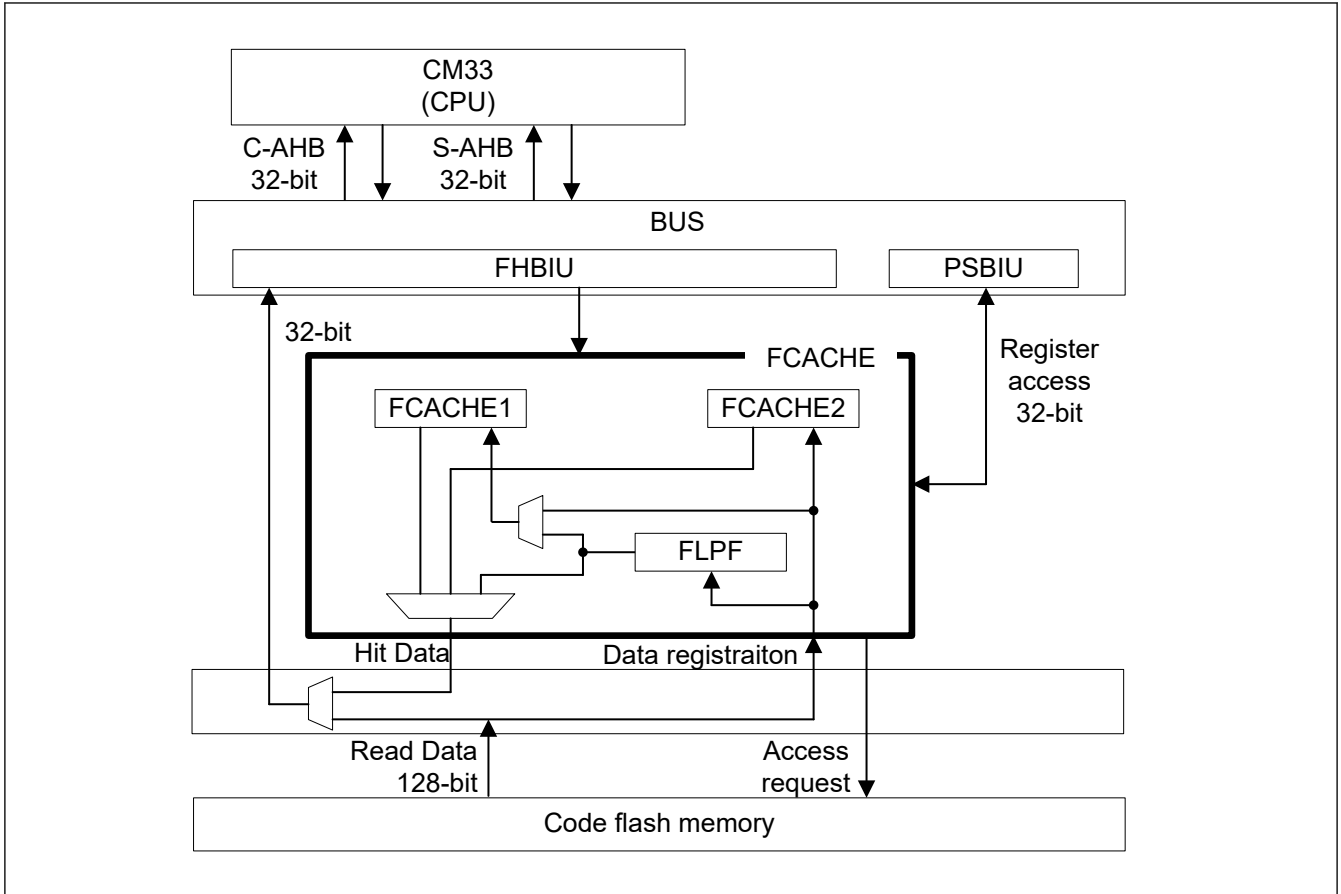 CM33
(CPU)
C-AHB
32-bit
S-AHB
32-bit
BUS
FHBIU
PSBIU
32-bit
Register
access
32-bit
FCACHE
FCACHE1
FCACHE2
FLPF
Hit Data
Data registraiton
Read Data
128-bit
Access
request
Code flash memory